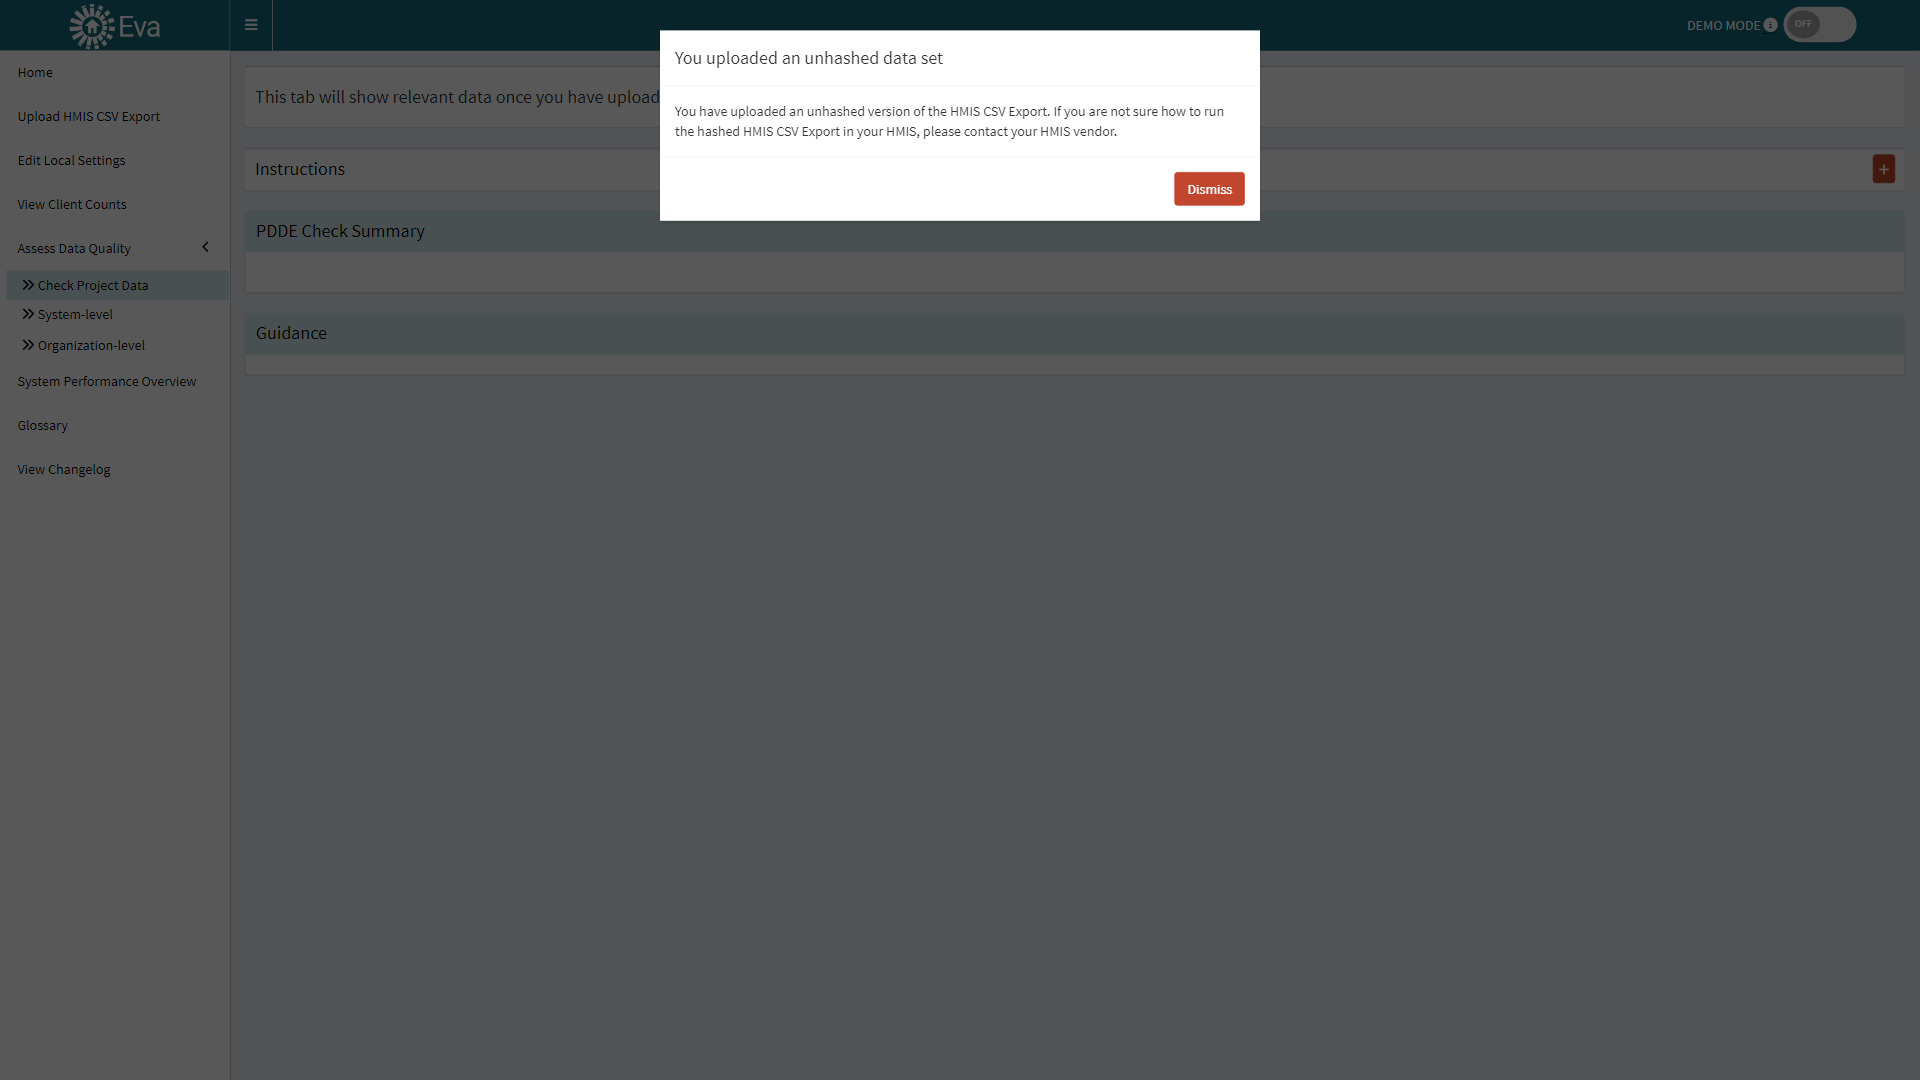 Eva
DEMO MODE
OFF
You uploaded an unhashed data set
You have uploaded an unhashed version of the HMIS CSV Export. If you are not sure how to run
the hashed HMIS CSV Export in your HMIS, please contact your HMIS vendor.
Dismiss
Home
Upload HMIS CSV Export
Edit Local Settings
View Client Counts
Assess Data Quality
Check Project Data
System-level
Organization-level
System Performance Overview
Glossary
View Changelog
This tab will show relevant data once you have upload
Instructions
PDDE Check Summary
Guidance